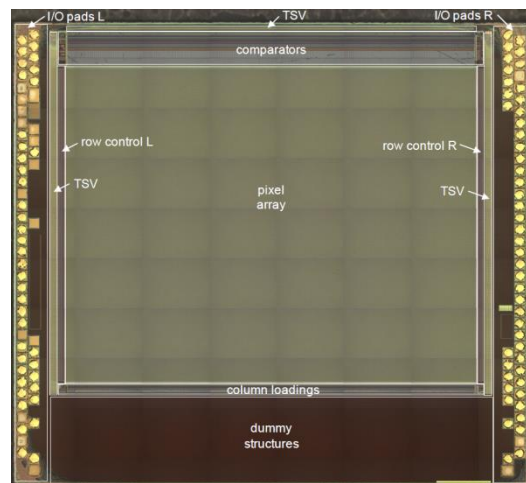 I/O pads L
TSV
I/O pads R
comparators
row control L
row control R
TSV
TSV
pixel
array
column loadings
dummy
structures